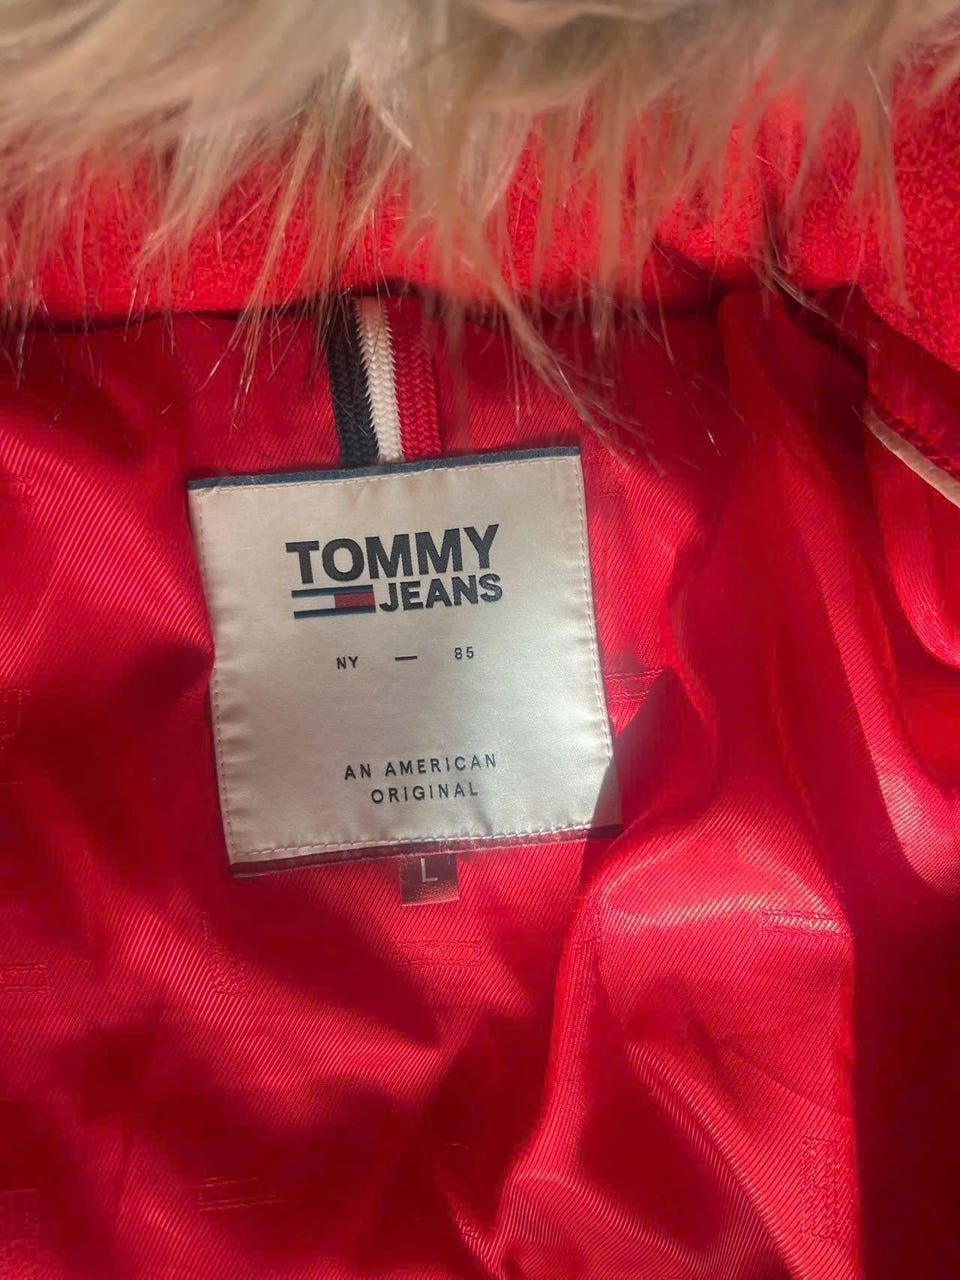 TOMMY
JEANS
NY — 85
AN AMERICAN
ORIGINAL
L